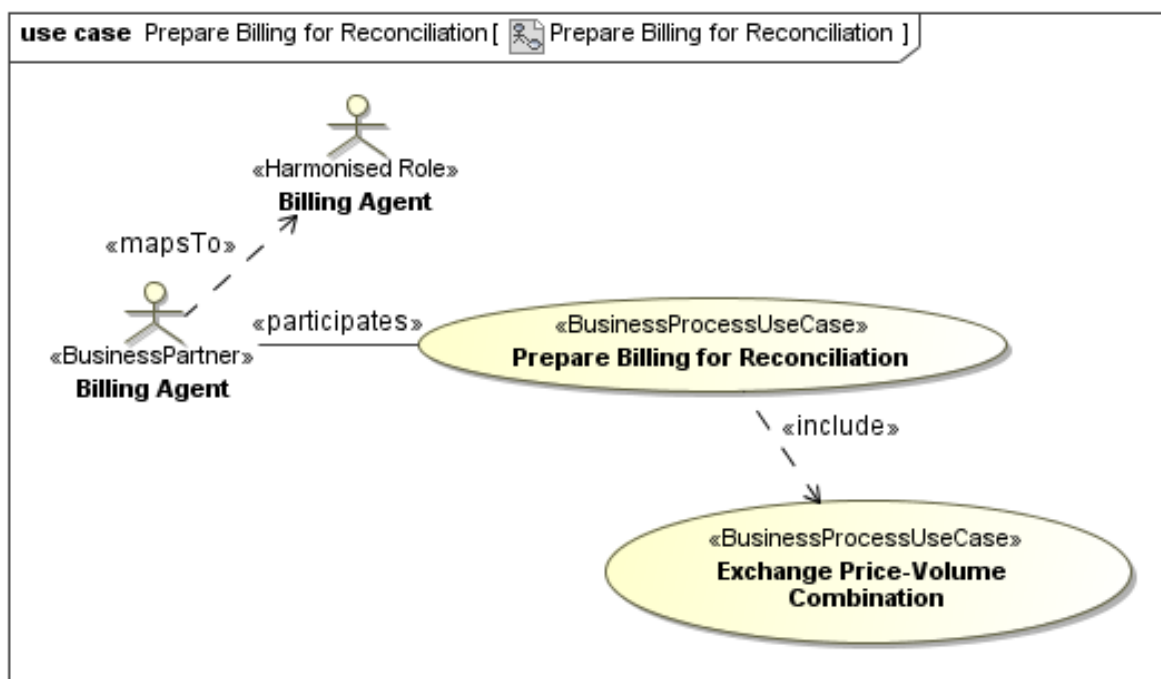 use case Prepare Billing for Reconciliation [ Prepare Billing for Reconciliation ]
«Harmonised Role»
Billing Agent
«mapsTo»
«BusinessPartner»
Billing Agent
«participates»
«BusinessProcessUseCase»
Prepare Billing for Reconciliation
«include»
«BusinessProcessUseCase»
Exchange Price-Volume
Combination